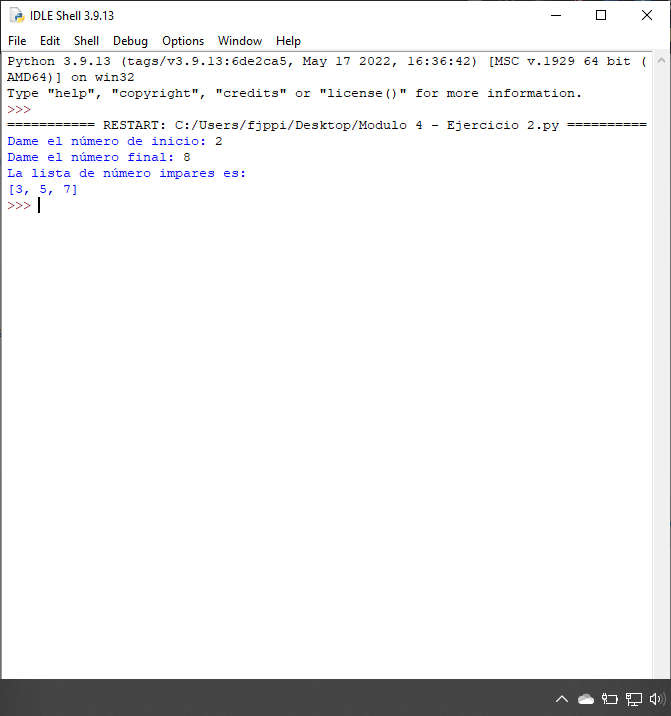 IDLE Shell 3.9.13
File Edit Shell Debug Options Window Help
Python 3.9.13 (tags/v3.9.13:6de2ca5, May 17 2022, 16:36:42) [MSC v.1929 64 bit (
AMD64)] on win32
Type "help", "copyright", "credits" or "license()" for more information.
>>>
=========== RESTART: C:/Users/fjppi/Desktop/Modulo 4 - Ejercicio 2.py ==========
Dame el número de inicio: 2
Dame el número final: 8
La lista de número impares es:
[3, 5, 7]
>>>